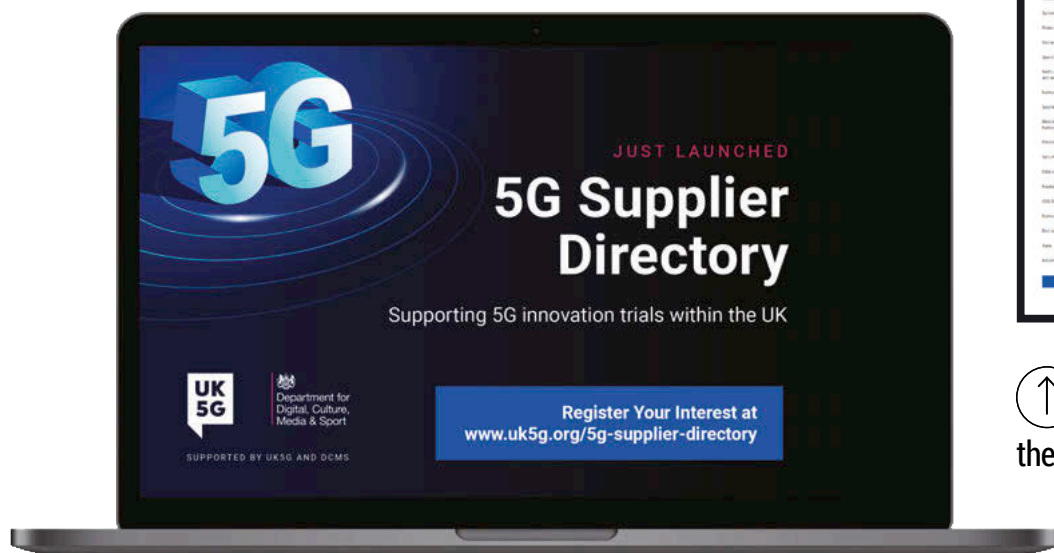 5G
JUST LAUNCHED
5G Supplier
Directory
Supporting 5G innovation trials within the UK
UK
5G
Department for
Digital, Culture,
Media & Sport
SUPPORTED BY UK5G AND DCMS
Register Your Interest at
www.uk5g.org/5g-supplier-directory
the